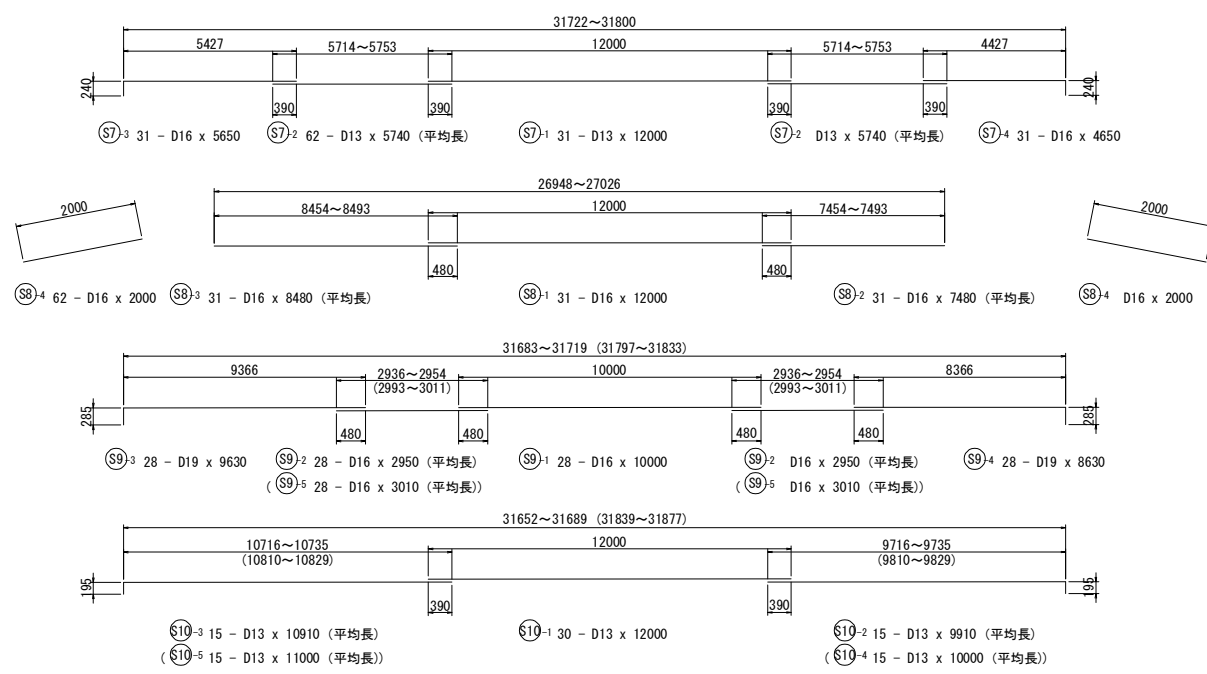 31722～31800
5427 5714～5753 12000 5714～5753 4427
240 240
390 390 390 390
S7-3 31 - D16 x 5650 S7-2 62 - D13 x 5740 (平均長) S7-1 31 - D13 x 12000 S7-2 D13 x 5740 (平均長) S7-4 31 - D16 x 4650
26948～27026
2000 8454～8493 12000 7454～7493 2000
480 480
S8-4 62 - D16 x 2000 S8-3 31 - D16 x 8480 (平均長) S8-1 31 - D16 x 12000 S8-2 31 - D16 x 7480 (平均長) S8-4 D16 x 2000
31683～31719 (31797～31833)
9366 2936～2954 10000 2936～2954 8366
(2993～3011) (2993～3011)
285 285
480 480 480 480
S9-3 28 - D19 x 9630 S9-2 28 - D16 x 2950 (平均長) S9-1 28 - D16 x 10000 S9-2 D16 x 2950 (平均長) S9-4 28 - D19 x 8630
( S9-5 28 - D16 x 3010 (平均長)) ( S9-5 D16 x 3010 (平均長))
31652～31689 (31839～31877)
10716～10735 12000 9716～9735
(10810～10829) (9810～9829)
195 195
390 390
S10-3 15 - D13 x 10910 (平均長) S10-1 30 - D13 x 12000 S10-2 15 - D13 x 9910 (平均長)
( S10-5 15 - D13 x 11000 (平均長)) ( S10-4 15 - D13 x 10000 (平均長))